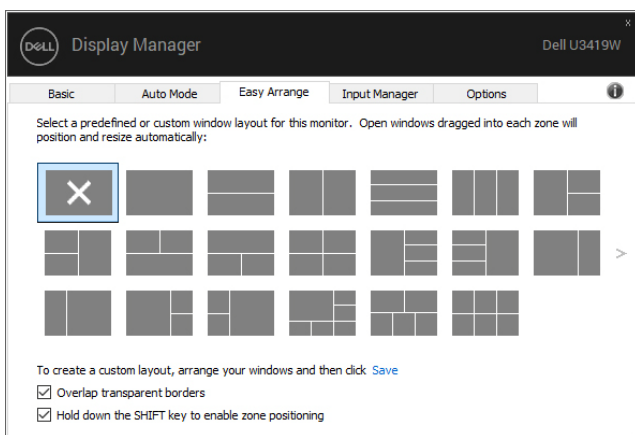 x
DELL Display Manager Dell U3419W
Basic Auto Mode Easy Arrange Input Manager Options i
Select a predefined or custom window layout for this monitor. Open windows dragged into each zone will
position and resize automatically:
>
To create a custom layout, arrange your windows and then click Save
Overlap transparent borders
Hold down the SHIFT key to enable zone positioning